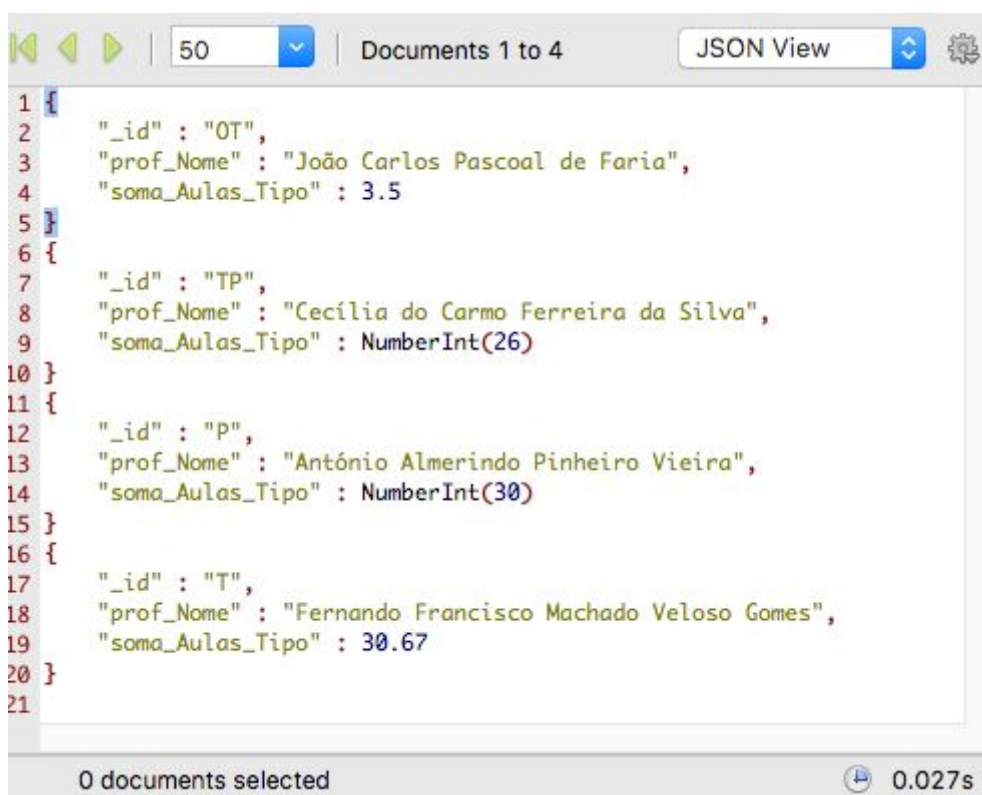 50 Documents 1 to 4 JSON View
1 {
2 "_id" : "OT",
3 "prof_Nome" : "João Carlos Pascoal de Faria",
4 "soma_Aulas_Tipo" : 3.5
5 }
6 {
7 "_id" : "TP",
8 "prof_Nome" : "Cecília do Carmo Ferreira da Silva",
9 "soma_Aulas_Tipo" : NumberInt(26)
10 }
11 {
12 "_id" : "P",
13 "prof_Nome" : "António Almerindo Pinheiro Vieira",
14 "soma_Aulas_Tipo" : NumberInt(30)
15 }
16 {
17 "_id" : "T",
18 "prof_Nome" : "Fernando Francisco Machado Veloso Gomes",
19 "soma_Aulas_Tipo" : 30.67
20 }
21
0 documents selected 0.027s